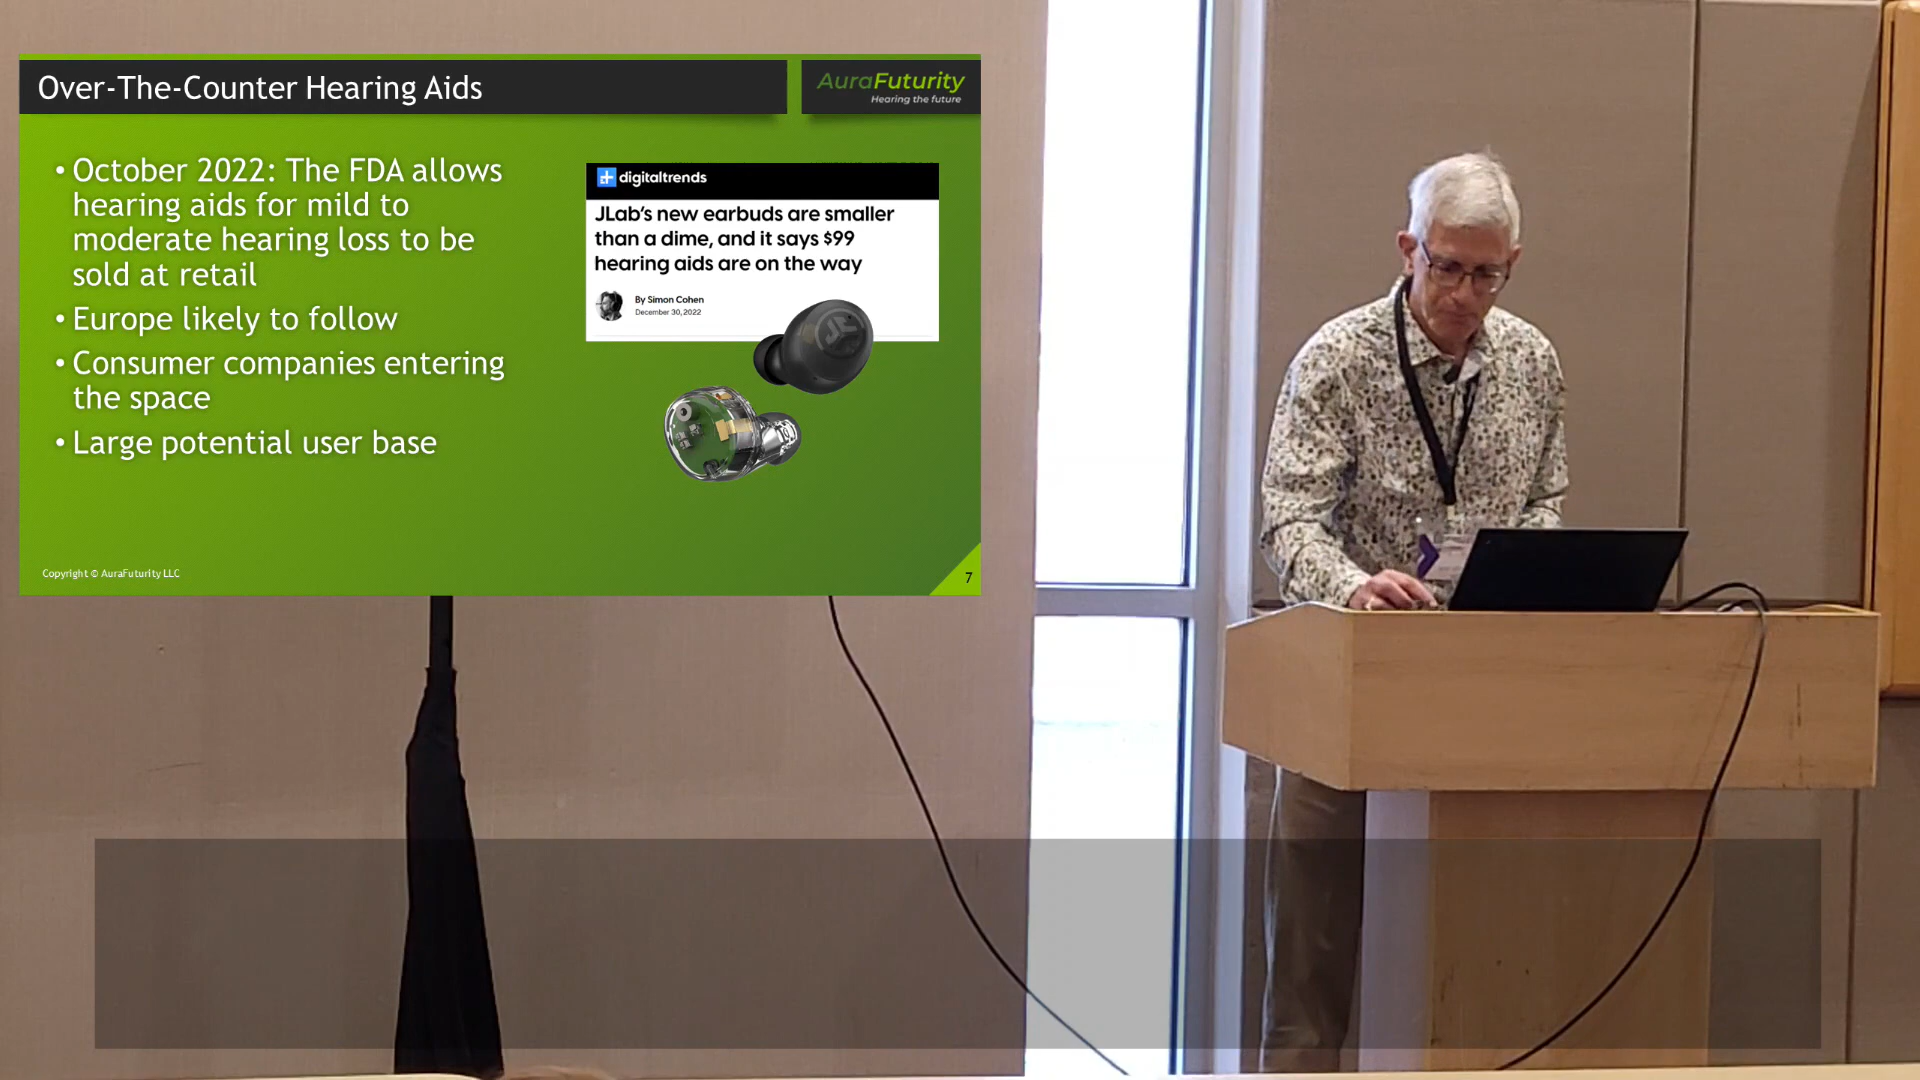 Over-The-Counter Hearing Aids
AuraFuturity
Hearing the future
• October 2022: The FDA allows
hearing aids for mild to
moderate hearing loss to be
sold at retail
• Europe likely to follow
• Consumer companies entering
the space
• Large potential user base
digitaltrends
JLab's new earbuds are smaller
than a dime, and it says $99
hearing aids are on the way
By Simon Cohen
December 30, 2022
Copyright © AuraFuturity LLC
7